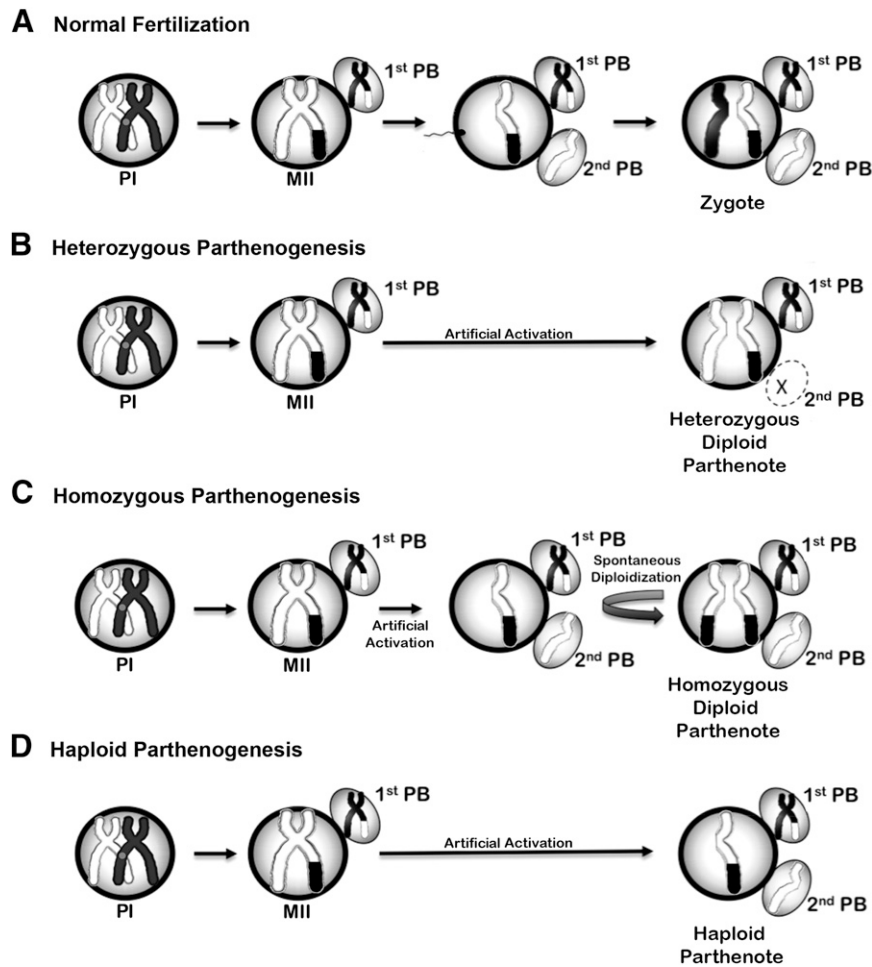 A Normal Fertilization
1st PB
1st PB
1st PB
PI
MII
2nd PB
2nd PB
Zygote
B Heterozygous Parthenogenesis
1st PB
1st PB
Artificial Activation
PI
MII
X
2nd PB
Heterozygous
Diploid
Parthenote
C Homozygous Parthenogenesis
1st PB
1st PB
1st PB
Spontaneous
Diploidization
Artificial
Activation
PI
MII
2nd PB
2nd PB
Homozygous
Diploid
Parthenote
D Haploid Parthenogenesis
1st PB
1st PB
Artificial Activation
PI
MII
2nd PB
Haploid
Parthenote